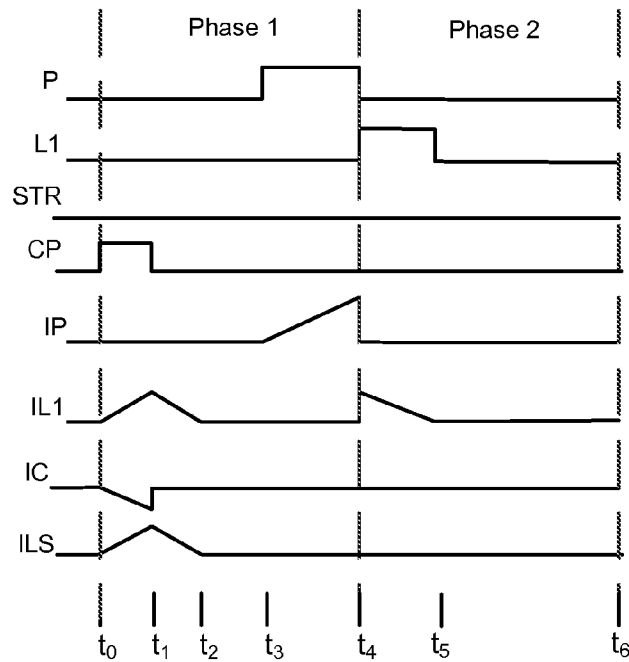 Phase 1
Phase 2
P
L1
STR
CP
IP
IL1
IC
ILS
t0 t1 t2 t3 t4 t5 t6